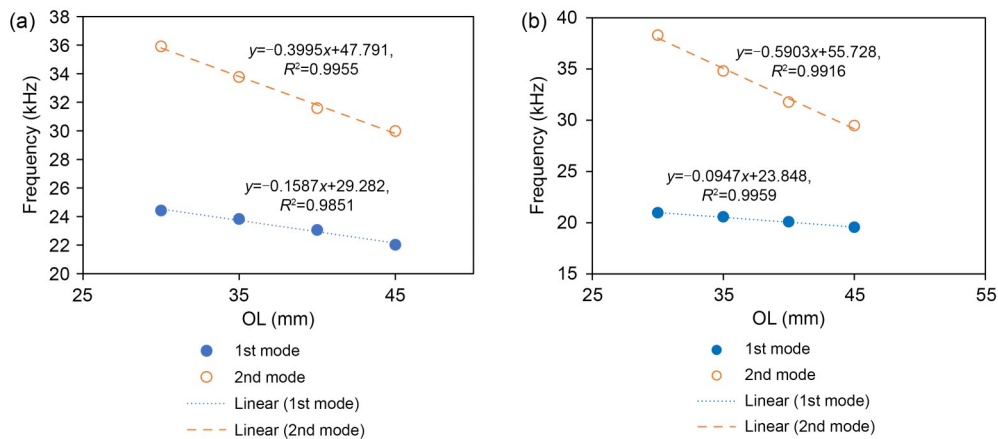 (a)
38
36
34
32
30
28
26
24
22
20
Frequency (kHz)
y=−0.3995x+47.791,
R²=0.9955
y=−0.1587x+29.282,
R²=0.9851
25
35
45
OL (mm)
1st mode
2nd mode
Linear (1st mode)
Linear (2nd mode)
(b)
40
35
30
25
20
15
Frequency (kHz)
y=−0.5903x+55.728,
R²=0.9916
y=−0.0947x+23.848,
R²=0.9959
25
35
45
55
OL (mm)
1st mode
2nd mode
Linear (1st mode)
Linear (2nd mode)